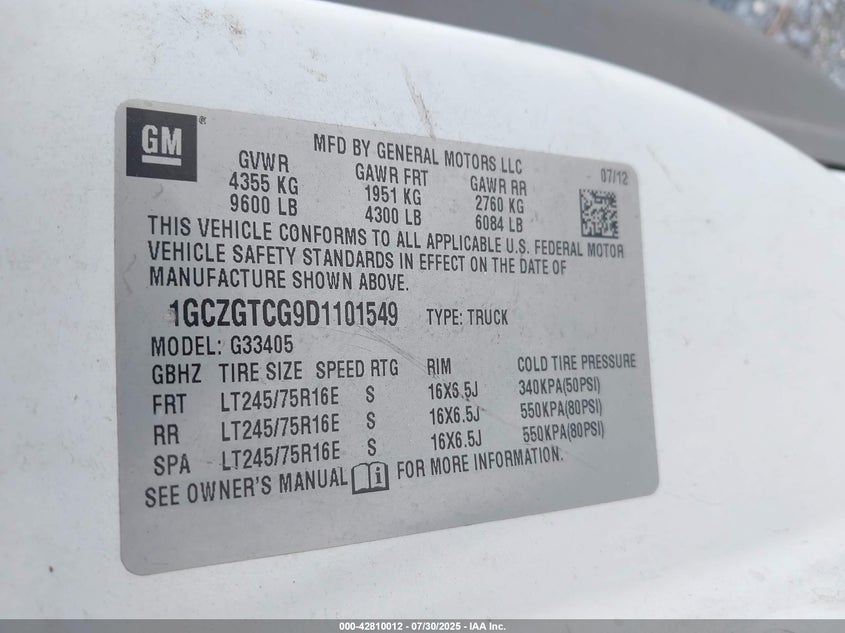 GM®
MFD BY GENERAL MOTORS LLC
07/12
GVWR GAWR FRT GAWR RR
4355 KG 1951 KG 2760 KG
9600 LB 4300 LB 6084 LB
THIS VEHICLE CONFORMS TO ALL APPLICABLE U.S. FEDERAL MOTOR
VEHICLE SAFETY STANDARDS IN EFFECT ON THE DATE OF
MANUFACTURE SHOWN ABOVE.
1GCZGTCG9D1101549 TYPE: TRUCK
MODEL: G33405
GBHZ TIRE SIZE SPEED RTG RIM COLD TIRE PRESSURE
FRT LT245/75R16E S 16X6.5J 340KPA(50PSI)
RR LT245/75R16E S 16X6.5J 550KPA(80PSI)
SPA LT245/75R16E S 16X6.5J 550KPA(80PSI)
SEE OWNER'S MANUAL FOR MORE INFORMATION.
000-42810012 - 07/30/2025 - IAA Inc.